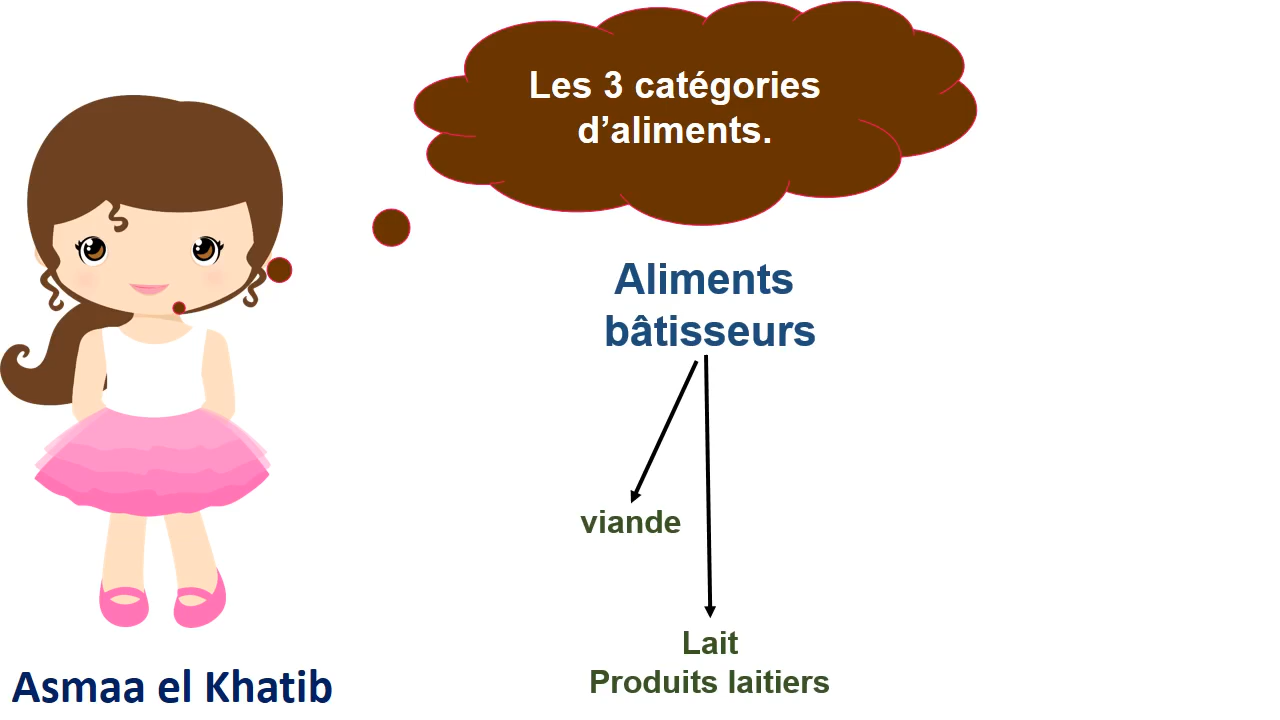 Les 3 catégories
d’aliments.
Aliments
bâtisseurs
viande
Lait
Produits laitiers
Asmaa el Khatib